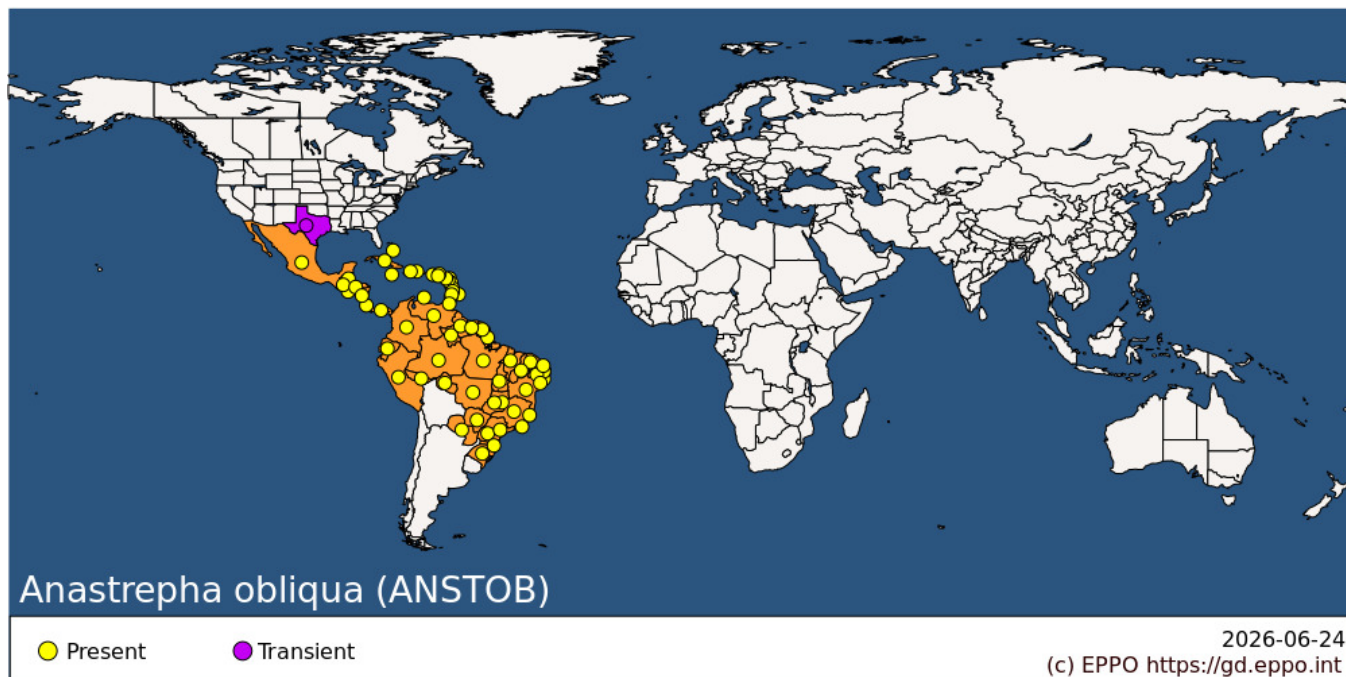 Anastrepha obliqua (ANSTOB)
Present
Transient
2026-06-24
(c) EPPO https://gd.eppo.int